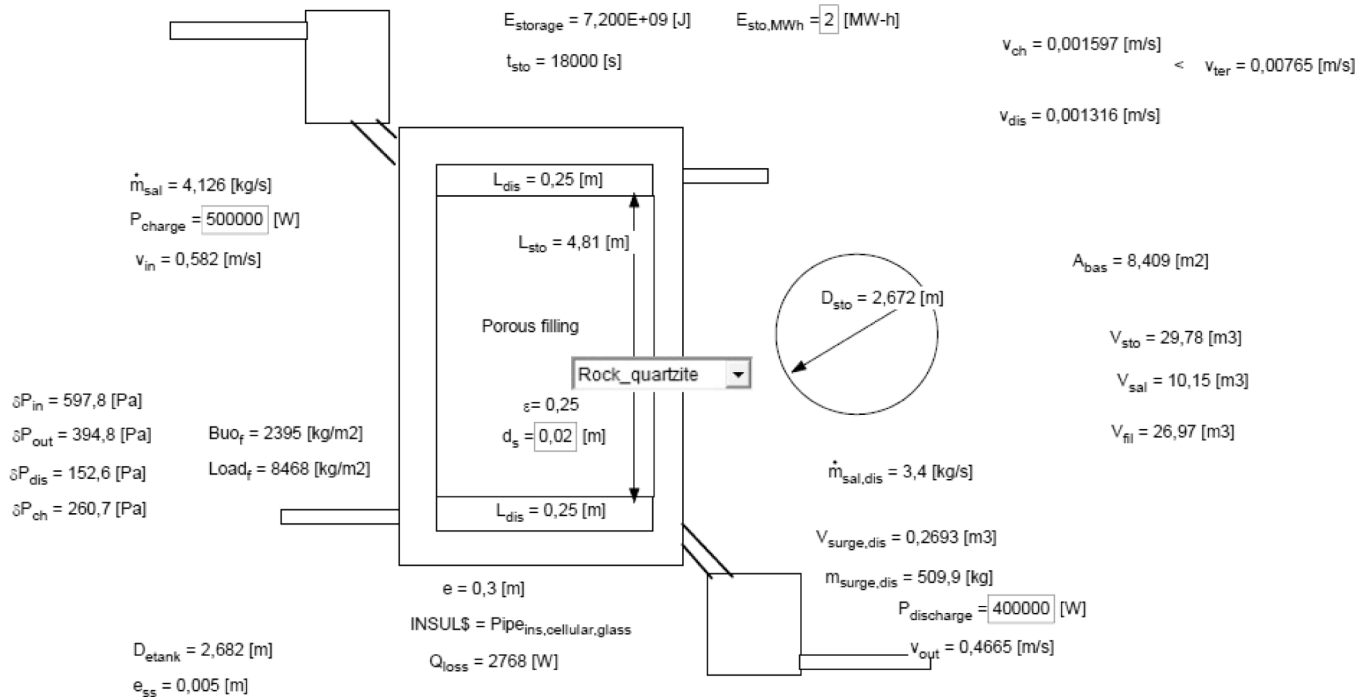 E_storage = 7,200E+09 [J] E_sto,MWh = 2 [MW-h]
t_sto = 18000 [s]
v_ch = 0,001597 [m/s]
< v_ter = 0,00765 [m/s]
v_dis = 0,001316 [m/s]
ṁ_sal = 4,126 [kg/s]
P_charge = 500000 [W]
v_in = 0,582 [m/s]
L_dis = 0,25 [m]
L_sto = 4,81 [m]
Porous filling
Rock_quartzite
ε= 0,25
d_s = 0,02 [m]
L_dis = 0,25 [m]
D_sto = 2,672 [m]
A_bas = 8,409 [m2]
V_sto = 29,78 [m3]
V_sal = 10,15 [m3]
V_fil = 26,97 [m3]
δP_in = 597,8 [Pa]
δP_out = 394,8 [Pa]
δP_dis = 152,6 [Pa]
δP_ch = 260,7 [Pa]
Buo_f = 2395 [kg/m2]
Load_f = 8468 [kg/m2]
ṁ_sal,dis = 3,4 [kg/s]
V_surge,dis = 0,2693 [m3]
m_surge,dis = 509,9 [kg]
P_discharge = 400000 [W]
v_out = 0,4665 [m/s]
e = 0,3 [m]
INSUL$ = Pipe_ins,cellular,glass
Q_loss = 2768 [W]
D_etank = 2,682 [m]
e_ss = 0,005 [m]